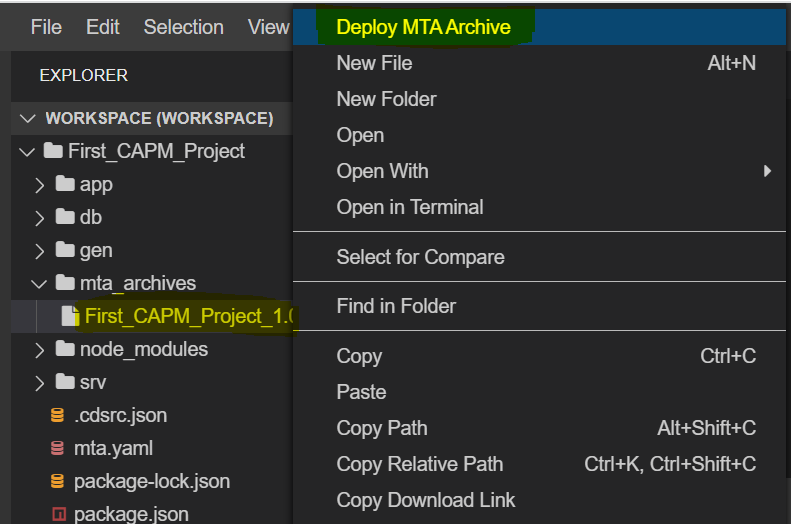 File Edit Selection View
EXPLORER
WORKSPACE (WORKSPACE)
First_CAPM_Project
app
db
gen
mta_archives
First_CAPM_Project_1.0
node_modules
srv
.cdsrc.json
mta.yaml
package-lock.json
package.json
Deploy MTA Archive
New File Alt+N
New Folder
Open
Open With
Open in Terminal
Select for Compare
Find in Folder
Copy Ctrl+C
Paste
Copy Path Alt+Shift+C
Copy Relative Path Ctrl+K, Ctrl+Shift+C
Copy Download Link